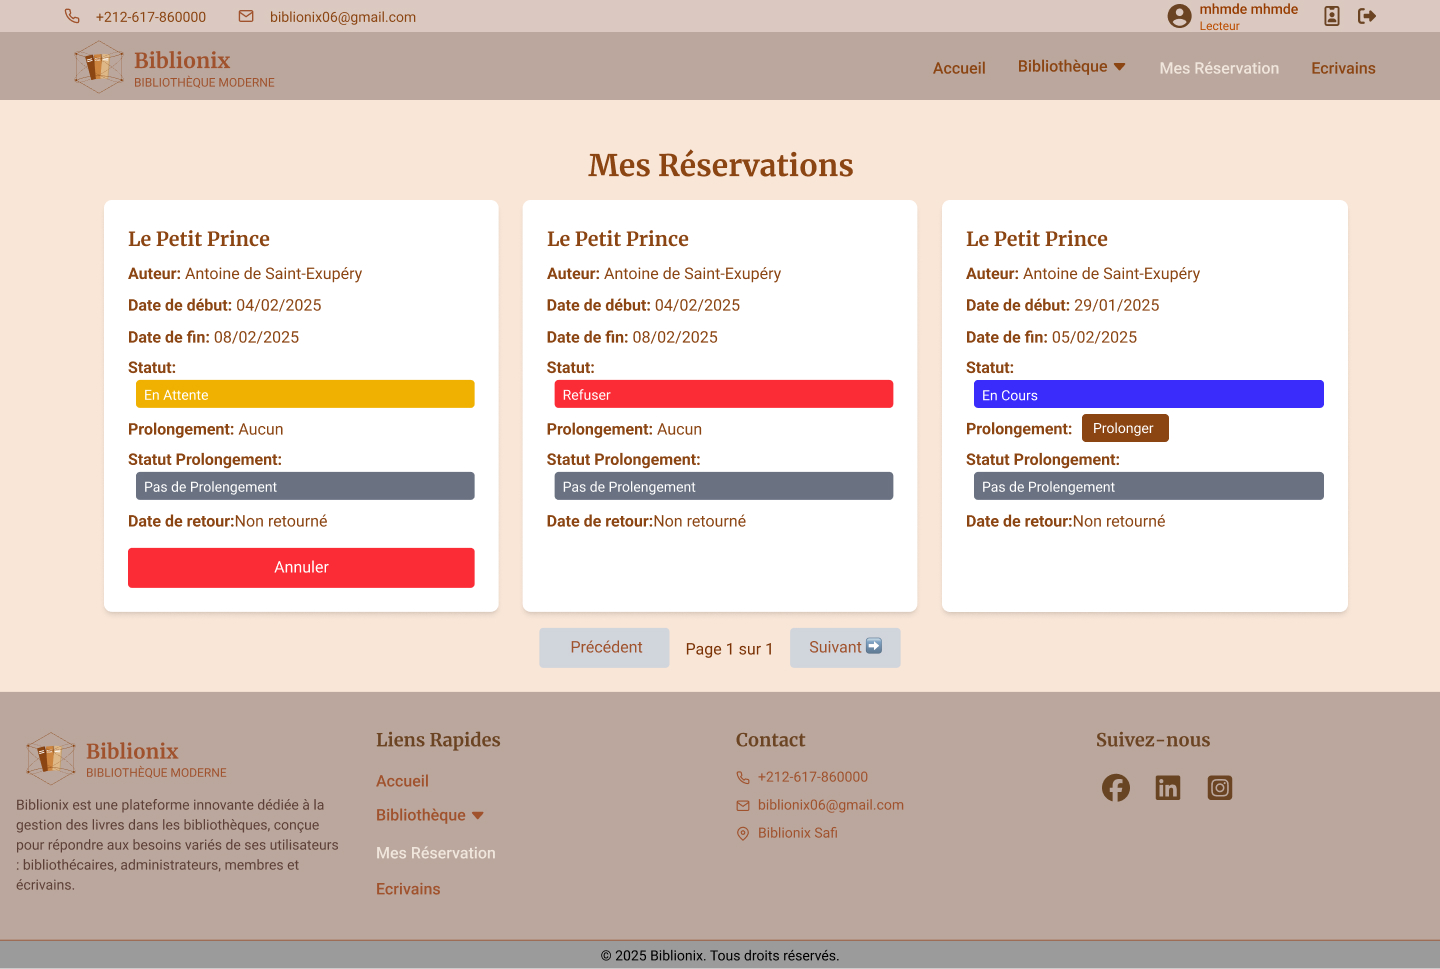 +212-617-860000
biblionix06@gmail.com
mhmde mhmde
Lecteur
Biblionix
BIBLIOTHÈQUE MODERNE
Accueil
Bibliothèque
Mes Réservation
Ecrivains
Mes Réservations
Le Petit Prince
Auteur: Antoine de Saint-Exupéry
Date de début: 04/02/2025
Date de fin: 08/02/2025
Statut:
En Attente
Prolongement: Aucun
Statut Prolongement:
Pas de Prolengement
Date de retour:Non retourné
Annuler
Le Petit Prince
Auteur: Antoine de Saint-Exupéry
Date de début: 04/02/2025
Date de fin: 08/02/2025
Statut:
Refuser
Prolongement: Aucun
Statut Prolongement:
Pas de Prolengement
Date de retour:Non retourné
Le Petit Prince
Auteur: Antoine de Saint-Exupéry
Date de début: 29/01/2025
Date de fin: 05/02/2025
Statut:
En Cours
Prolongement: Prolonger
Statut Prolongement:
Pas de Prolengement
Date de retour:Non retourné
Précédent
Page 1 sur 1
Suivant ➡️
Biblionix
BIBLIOTHÈQUE MODERNE
Biblionix est une plateforme innovante dédiée à la
gestion des livres dans les bibliothèques, conçue
pour répondre aux besoins variés de ses utilisateurs
: bibliothécaires, administrateurs, membres et
écrivains.
Liens Rapides
Accueil
Bibliothèque
Mes Réservation
Ecrivains
Contact
+212-617-860000
biblionix06@gmail.com
Biblionix Safi
Suivez-nous
© 2025 Biblionix. Tous droits réservés.